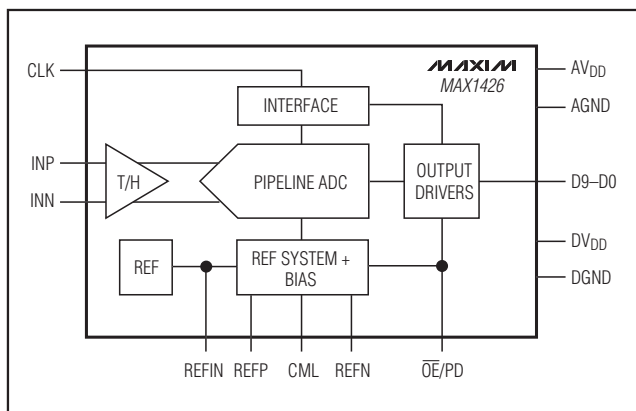 MAXIM
MAX1426
CLK
AVDD
INTERFACE
AGND
INP
INN
T/H
PIPELINE ADC
OUTPUT
DRIVERS
D9–D0
REF
REF SYSTEM +
BIAS
DVDD
DGND
REFIN REFP CML REFN O̅E̅/PD